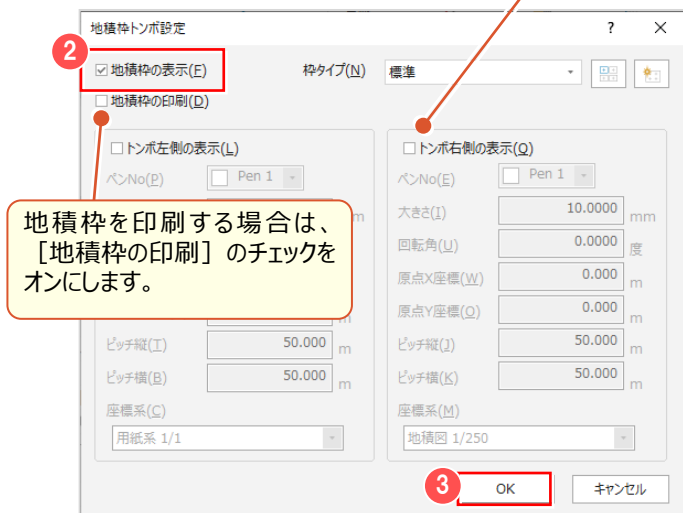 地積枠トンボ設定
?
×
2
地積枠の表示(F)
枠タイプ(N)
標準
地積枠の印刷(D)
トンボ左側の表示(L)
トンボ右側の表示(Q)
ペンNo(P)
Pen 1
ペンNo(E)
Pen 1
地積枠を印刷する場合は、
[地積枠の印刷]のチェックを
オンにします。
m
大きさ(I)
10.0000
mm
回転角(U)
0.0000
度
原点X座標(W)
0.000
m
原点Y座標(O)
0.000
m
m
ピッチ縦(T)
50.000
m
ピッチ縦(J)
50.000
m
ピッチ横(B)
50.000
m
ピッチ横(K)
50.000
m
座標系(C)
座標系(M)
用紙系 1/1
地積図 1/250
3
OK
キャンセル